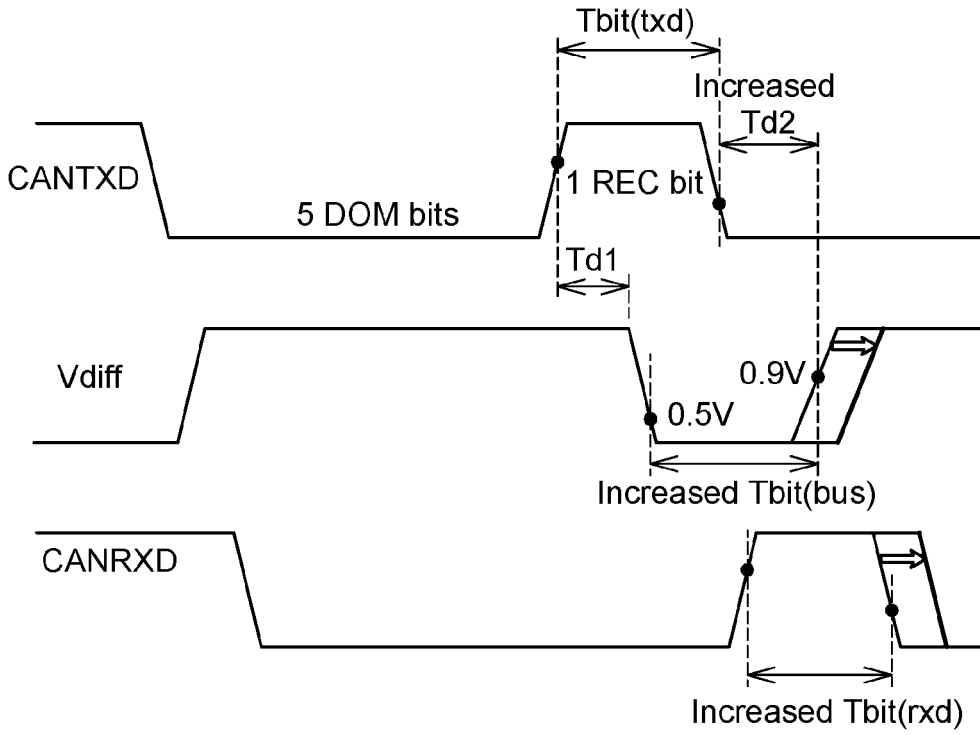 Tbit(txd)
Increased
Td2
CANTXD
1 REC bit
5 DOM bits
Td1
Vdiff
0.9V
0.5V
Increased Tbit(bus)
CANRXD
Increased Tbit(rxd)